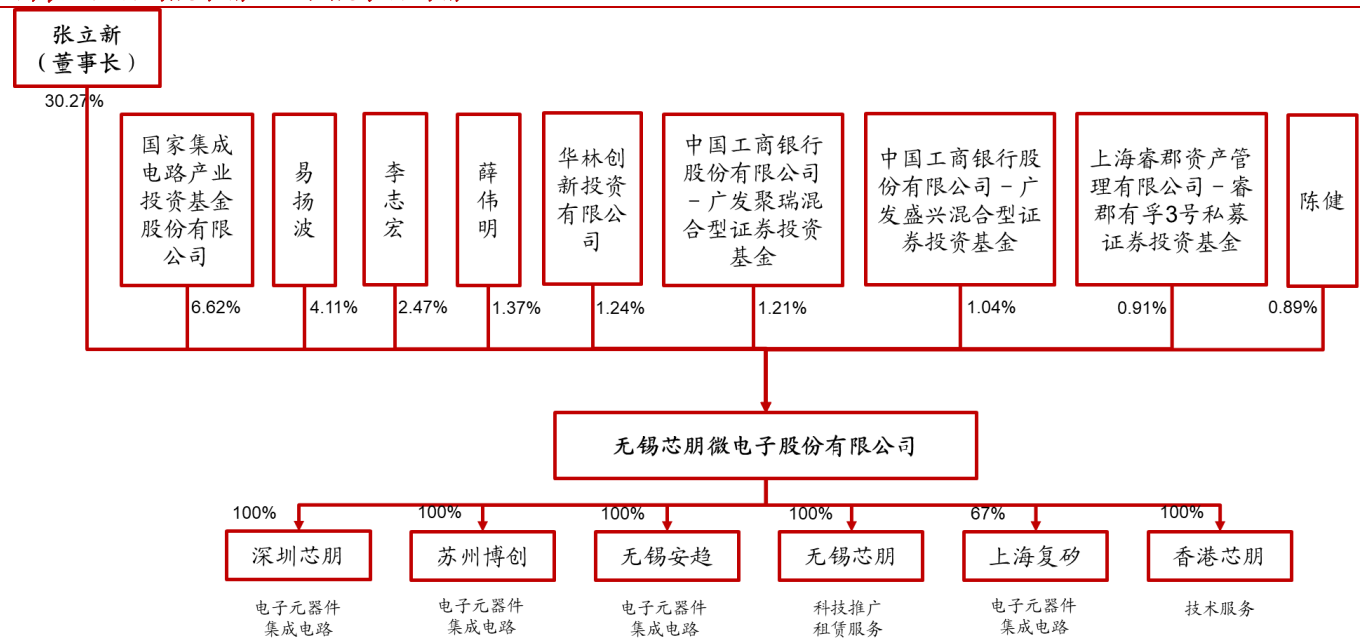 张立新
（董事长）
30.27%
国家集成
电路产业
投资基金
股份有限
公司
易
扬
波
李
志
宏
薛
伟
明
华林创
新投资
有限公
司
中国工商银行
股份有限公司
－广发聚瑞混
合型证券投资
基金
中国工商银行股
份有限公司－广
发盛兴混合型证
券投资基金
上海睿郡资产管
理有限公司－睿
郡有孚3号私募
证券投资基金
陈健
6.62%
4.11%
2.47%
1.37%
1.24%
1.21%
1.04%
0.91%
0.89%
无锡芯朋微电子股份有限公司
100%
100%
100%
100%
67%
100%
深圳芯朋
苏州博创
无锡安趋
无锡芯朋
上海复矽
香港芯朋
电子元器件
集成电路
电子元器件
集成电路
电子元器件
集成电路
科技推广
租赁服务
电子元器件
集成电路
技术服务